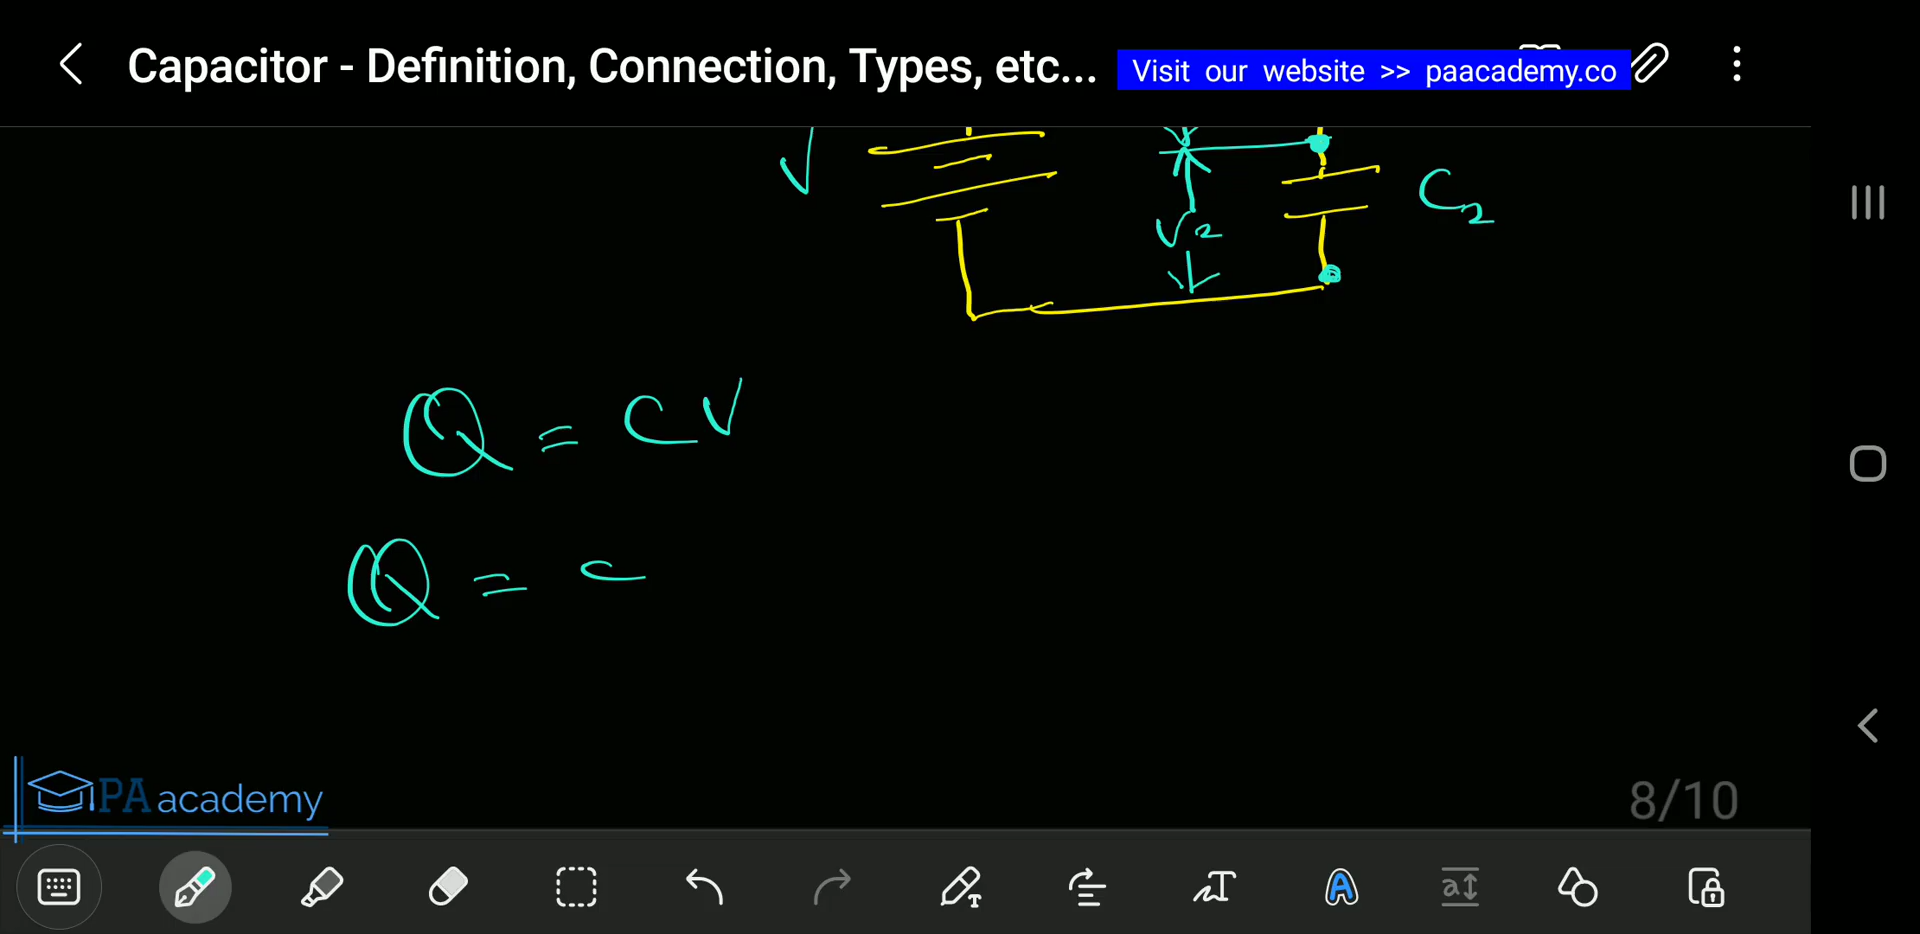 Capacitor - Definition, Connection, Types, etc...
Visit our website >> paacademy.co
V
C₂
V₂
Q = CV
Q = C
PA academy
8/10